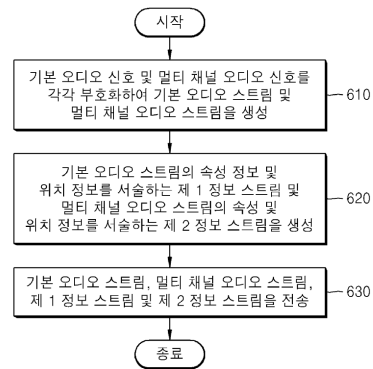 시작
기본 오디오 신호 및 멀티 채널 오디오 신호를
각각 부호화하여 기본 오디오 스트림 및
멀티 채널 오디오 스트림을 생성
610
기본 오디오 스트림의 속성 정보 및
위치 정보를 서술하는 제 1 정보 스트림 및
멀티 채널 오디오 스트림의 속성 및
위치 정보를 서술하는 제 2 정보 스트림을 생성
620
기본 오디오 스트림, 멀티 채널 오디오 스트림,
제 1 정보 스트림 및 제 2 정보 스트림을 전송
630
종료